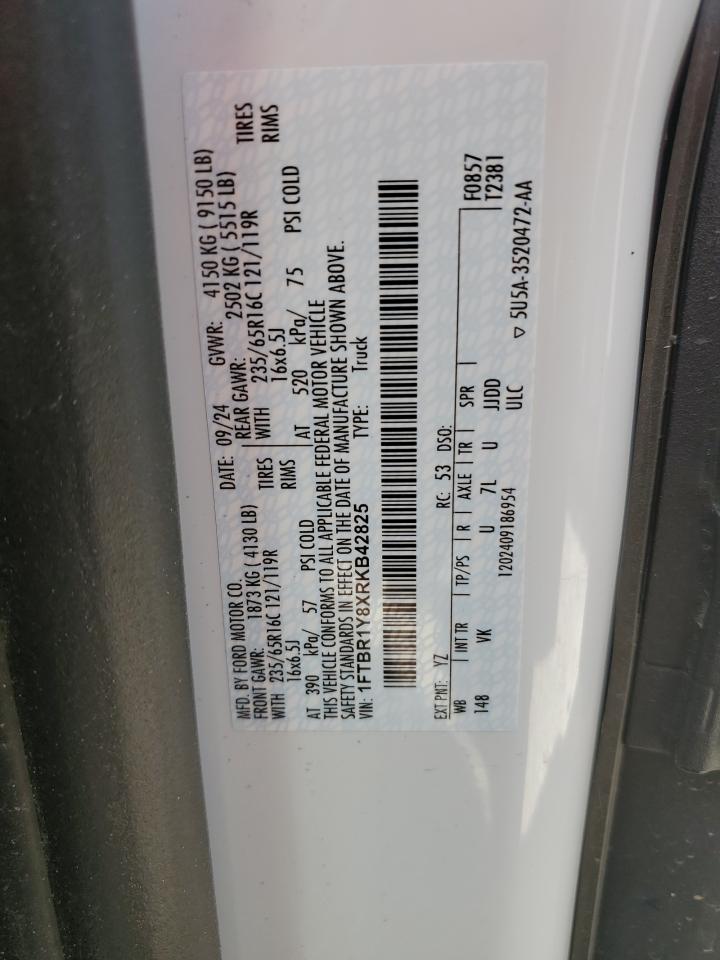 MFD. BY FORD MOTOR CO.
DATE: 09/24 GVWR: 4150 KG ( 9150 LB)
FRONT GAWR: 1873 KG ( 4130 LB) REAR GAWR: 2502 KG ( 5515 LB)
WITH 235/65R16C 121/119R TIRES WITH 235/65R16C 121/119R TIRES
16x6.5J RIMS 16x6.5J RIMS
AT 390 kPa/ 57 PSI COLD AT 520 kPa/ 75 PSI COLD
THIS VEHICLE CONFORMS TO ALL APPLICABLE FEDERAL MOTOR VEHICLE
SAFETY STANDARDS IN EFFECT ON THE DATE OF MANUFACTURE SHOWN ABOVE.
VIN: 1FTBR1Y8XRKB42825 TYPE: Truck
EXT PNT: YZ RC: 53 DSO:
WB INT TR TP/PS R AXLE TR SPR F0857
148 VK U 7L U JJDD T2381
1202409186954 ULC ▽ 5U5A-3520472-AA